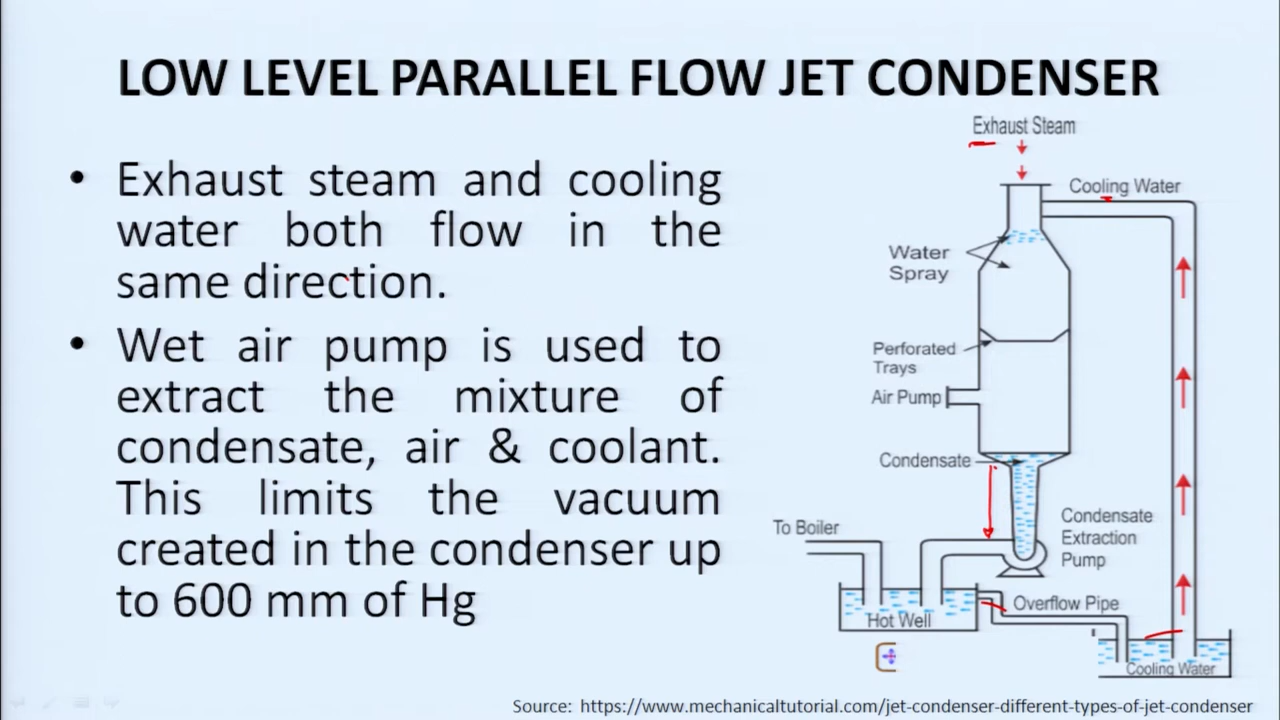 LOW LEVEL PARALLEL FLOW JET CONDENSER
• Exhaust steam and cooling
water both flow in the
same direction.
• Wet air pump is used to
extract the mixture of
condensate, air & coolant.
This limits the vacuum
created in the condenser up
to 600 mm of Hg
Exhaust Steam
Cooling Water
Water
Spray
Perforated
Trays
Air Pump
Condensate
To Boiler
Condensate
Extraction
Pump
Hot Well
Overflow Pipe
Cooling Water
Source: https://www.mechanicaltutorial.com/jet-condenser-different-types-of-jet-condenser